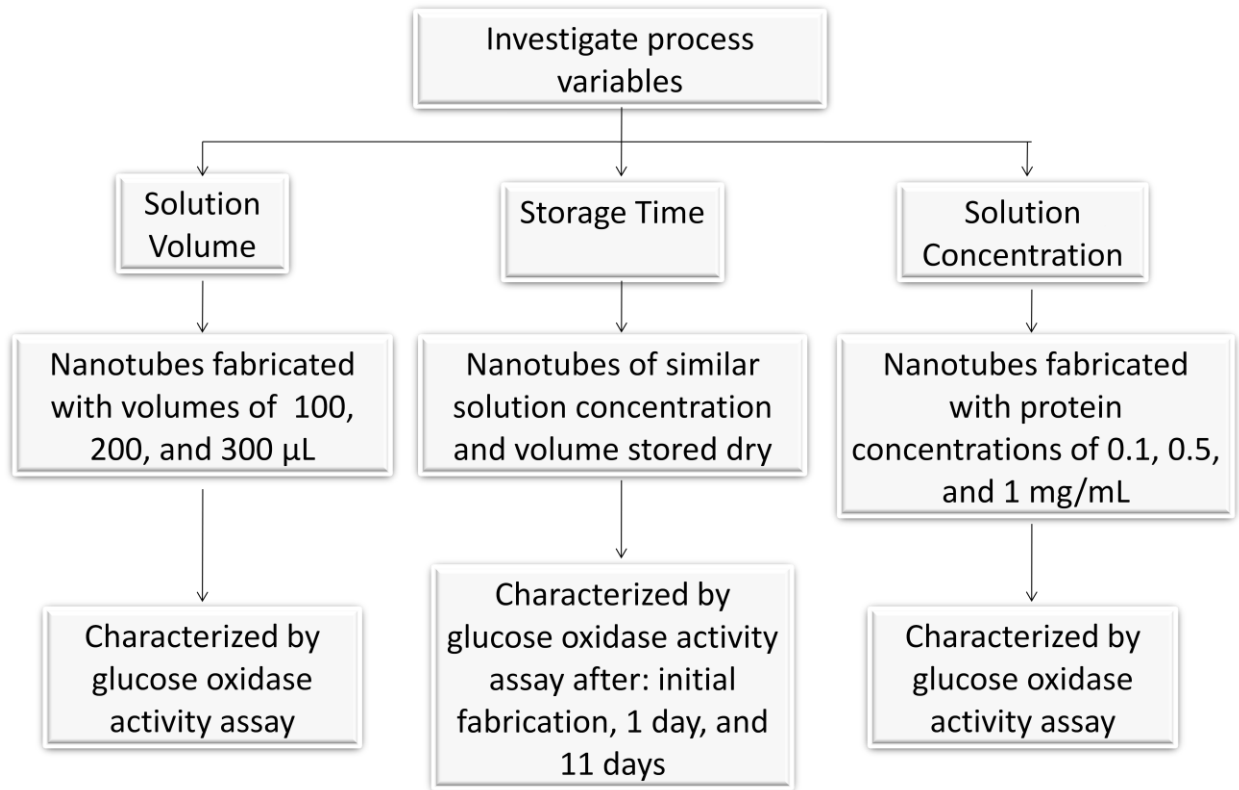 Investigate process
variables
Solution
Volume
Storage Time
Solution
Concentration
Nanotubes fabricated
with volumes of  100,
200, and 300 µL
Nanotubes of similar
solution concentration
and volume stored dry
Nanotubes fabricated
with protein
concentrations of 0.1, 0.5,
and 1 mg/mL
Characterized by
glucose oxidase
activity assay
Characterized by
glucose oxidase activity
assay after: initial
fabrication, 1 day, and
11 days
Characterized by
glucose oxidase
activity assay